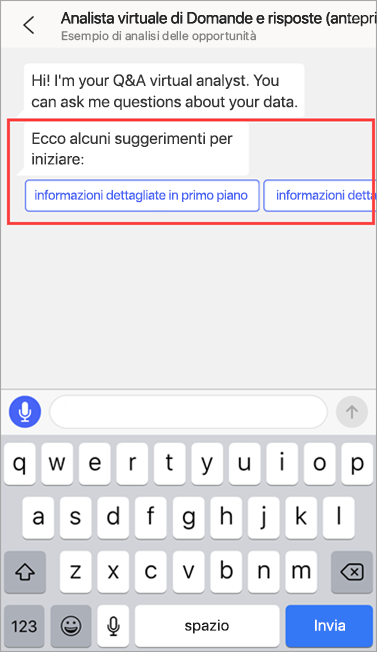 Analista virtuale di Domande e risposte (antepri
Esempio di analisi delle opportunità
Hi! I'm your Q&A virtual analyst. You
can ask me questions about your data.
Ecco alcuni suggerimenti per
iniziare:
informazioni dettagliate in primo piano informazioni detta
q w e r t y u i o p
a s d f g h j k l
z x c v b n m
123 spazio Invia